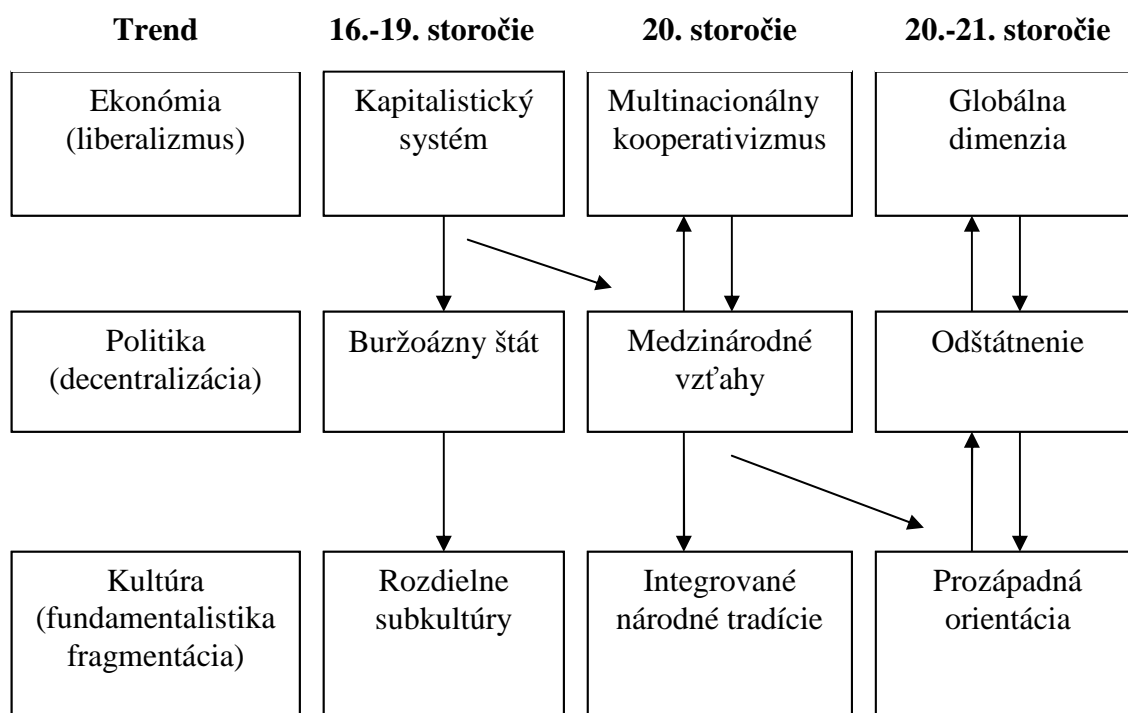 Trend 16.-19. storočie 20. storočie 20.-21. storočie
Ekonómia
(liberalizmus)
Kapitalistický
systém
Multinacionálny
kooperativizmus
Globálna
dimenzia
Politika
(decentralizácia)
Buržoázny štát
Medzinárodné
vzťahy
Odštátnenie
Kultúra
(fundamentalistika
fragmentácia)
Rozdielne
subkultúry
Integrované
národné tradície
Prozápadná
orientácia